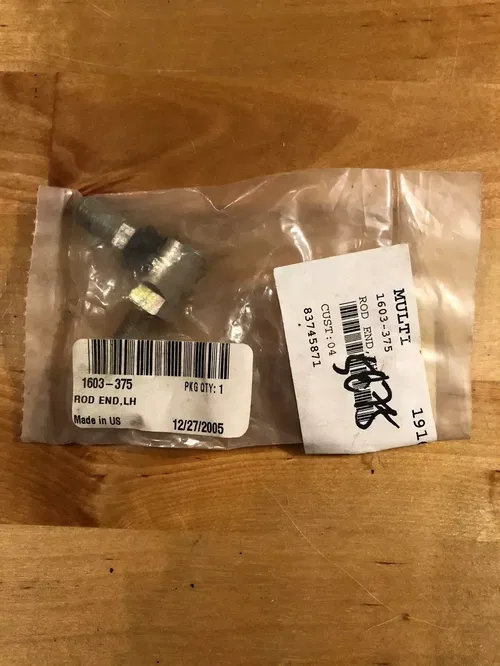 1603-375 PKG QTY: 1
ROD END,LH
Made in US 12/27/2005
MULTI
1603-375
ROD END,
CUST:04
83745871
191